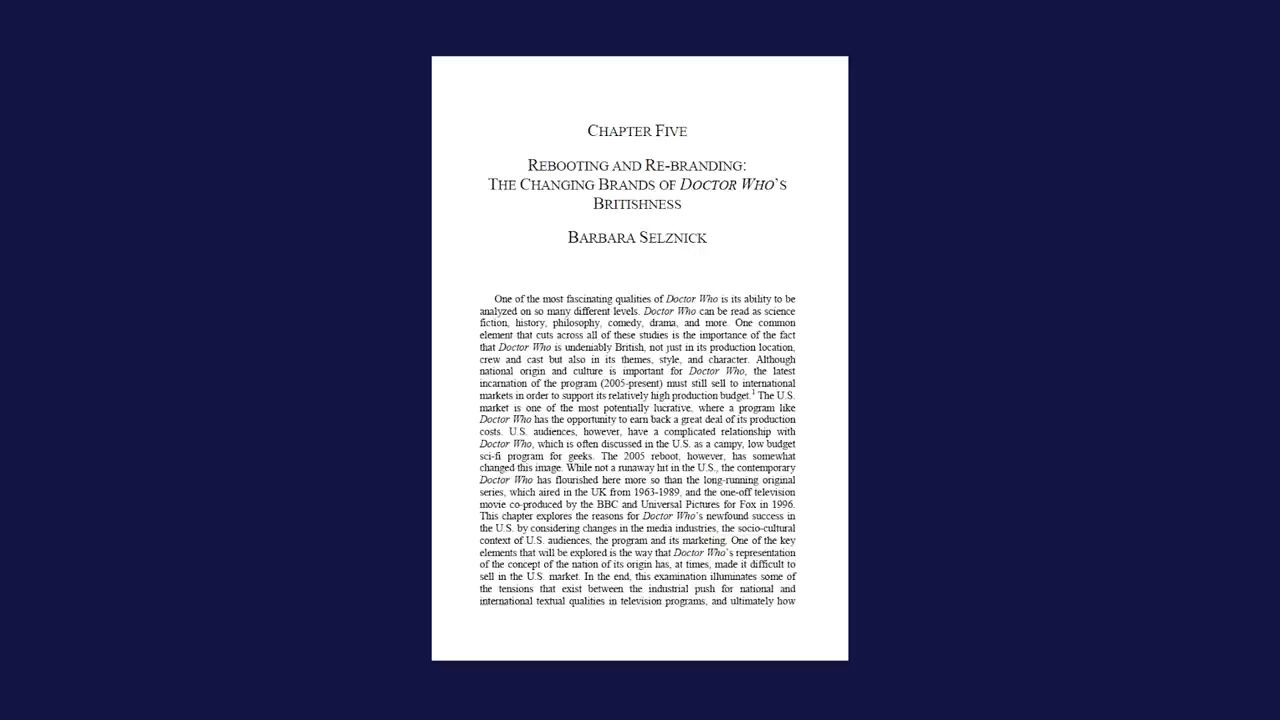 CHAPTER FIVE
REBOOTING AND RE-BRANDING:
THE CHANGING BRANDS OF DOCTOR WHO`S
BRITISHNESS
BARBARA SELZNICK
One of the most fascinating qualities of Doctor Who is its ability to be
analyzed on so many different levels. Doctor Who can be read as science
fiction, history, philosophy, comedy, drama, and more. One common
element that cuts across all of these studies is the importance of the fact
that Doctor Who is undeniably British, not just in its production location,
crew and cast but also in its themes, style, and character. Although
national origin and culture is important for Doctor Who, the latest
incarnation of the program (2005-present) must still sell to international
markets in order to support its relatively high production budget.1 The U.S.
market is one of the most potentially lucrative, where a program like
Doctor Who has the opportunity to earn back a great deal of its production
costs. U.S. audiences, however, have a complicated relationship with
Doctor Who, which is often discussed in the U.S. as a campy, low budget
sci-fi program for geeks. The 2005 reboot, however, has somewhat
changed this image. While not a runaway hit in the U.S., the contemporary
Doctor Who has flourished here more so than the long-running original
series, which aired in the UK from 1963-1989, and the one-off television
movie co-produced by the BBC and Universal Pictures for Fox in 1996.
This chapter explores the reasons for Doctor Who's newfound success in
the U.S. by considering changes in the media industries, the socio-cultural
context of U.S. audiences, the program and its marketing. One of the key
elements that will be explored is the way that Doctor Who`s representation
of the concept of the nation of its origin has, at times, made it difficult to
sell in the U.S. market. In the end, this examination illuminates some of
the tensions that exist between the industrial push for national and
international textual qualities in television programs, and ultimately how